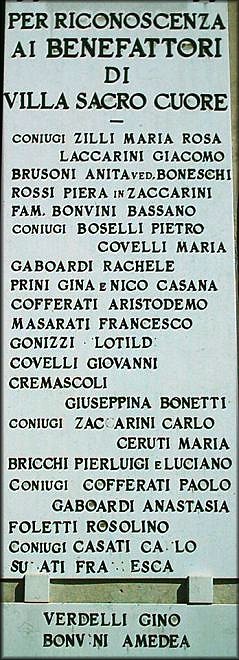 PER RICONOSCENZA
AI BENEFATTORI
DI
VILLA SACRO CUORE
CONIUGI ZILLI MARIA ROSA
LACCARINI GIACOMO
BRUSONI ANITA VED. BONESCHI
ROSSI PIERA IN ZACCARINI
FAM. BONVINI BASSANO
CONIUGI BOSELLI PIETRO
COVELLI MARIA
GABOARDI RACHELE
PRINI GINA E NICO CASANA
COFFERATI ARISTODEMO
MASARATI FRANCESCO
GONIZZI
COVELLI GIOVANNI
CREMASCOLI
GIUSEPPINA BONETTI
CONIUGI ZACCARINI CARLO
CERUTI MARIA
BRICCHI PIERLUIGI E LUCIANO
CONIUGI COFFERATI PAOLO
GABOARDI ANASTASIA
FOLETTI ROSOLINO
CONIUGI CASATI
VERDELLI GINO
BONVINI AMEDEA